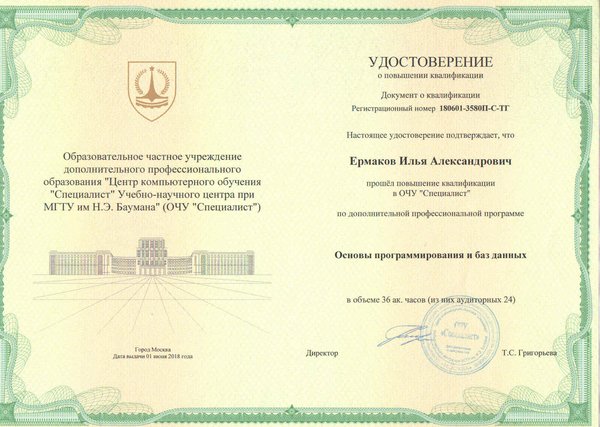 Образовательное частное учреждение
дополнительного профессионального
образования "Центр компьютерного обучения
"Специалист" Учебно-научного центра при
МГТУ им Н.Э. Баумана" (ОЧУ "Специалист")
Город Москва
Дата выдачи 01 июня 2018 года
УДОСТОВЕРЕНИЕ
о повышении квалификации
Документ о квалификации
Регистрационный номер 180601-3580П-С-ТГ
Настоящее удостоверение подтверждает, что
Ермаков Илья Александрович
прошёл повышение квалификации
в ОЧУ "Специалист"
по дополнительной профессиональной программе
Основы программирования и баз данных
в объеме 36 ак. часов (из них аудиторных 24)
Директор
Т.С. Григорьева
"Специалист"